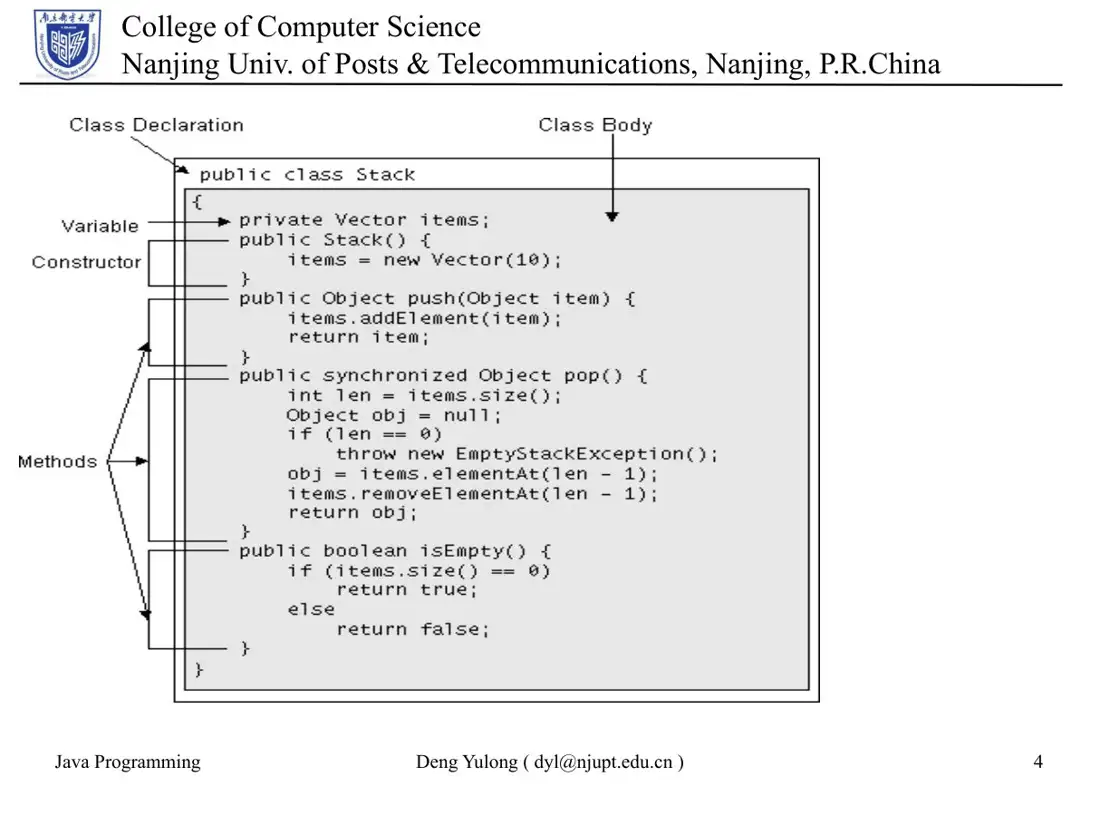 College of Computer Science
Nanjing Univ. of Posts & Telecommunications, Nanjing, P.R.China
Class Declaration
Class Body
public class Stack
{
Variable
private Vector items;
Constructor
public Stack() {
items = new Vector(10);
}
Methods
public Object push(Object item) {
items.addElement(item);
return item;
}
public synchronized Object pop() {
int len = items.size();
Object obj = null;
if (len == 0)
throw new EmptyStackException();
obj = items.elementAt(len - 1);
items.removeElementAt(len - 1);
return obj;
}
public boolean isEmpty() {
if (items.size() == 0)
return true;
else
return false;
}
}
Java Programming
Deng Yulong ( dyl@njupt.edu.cn )
4